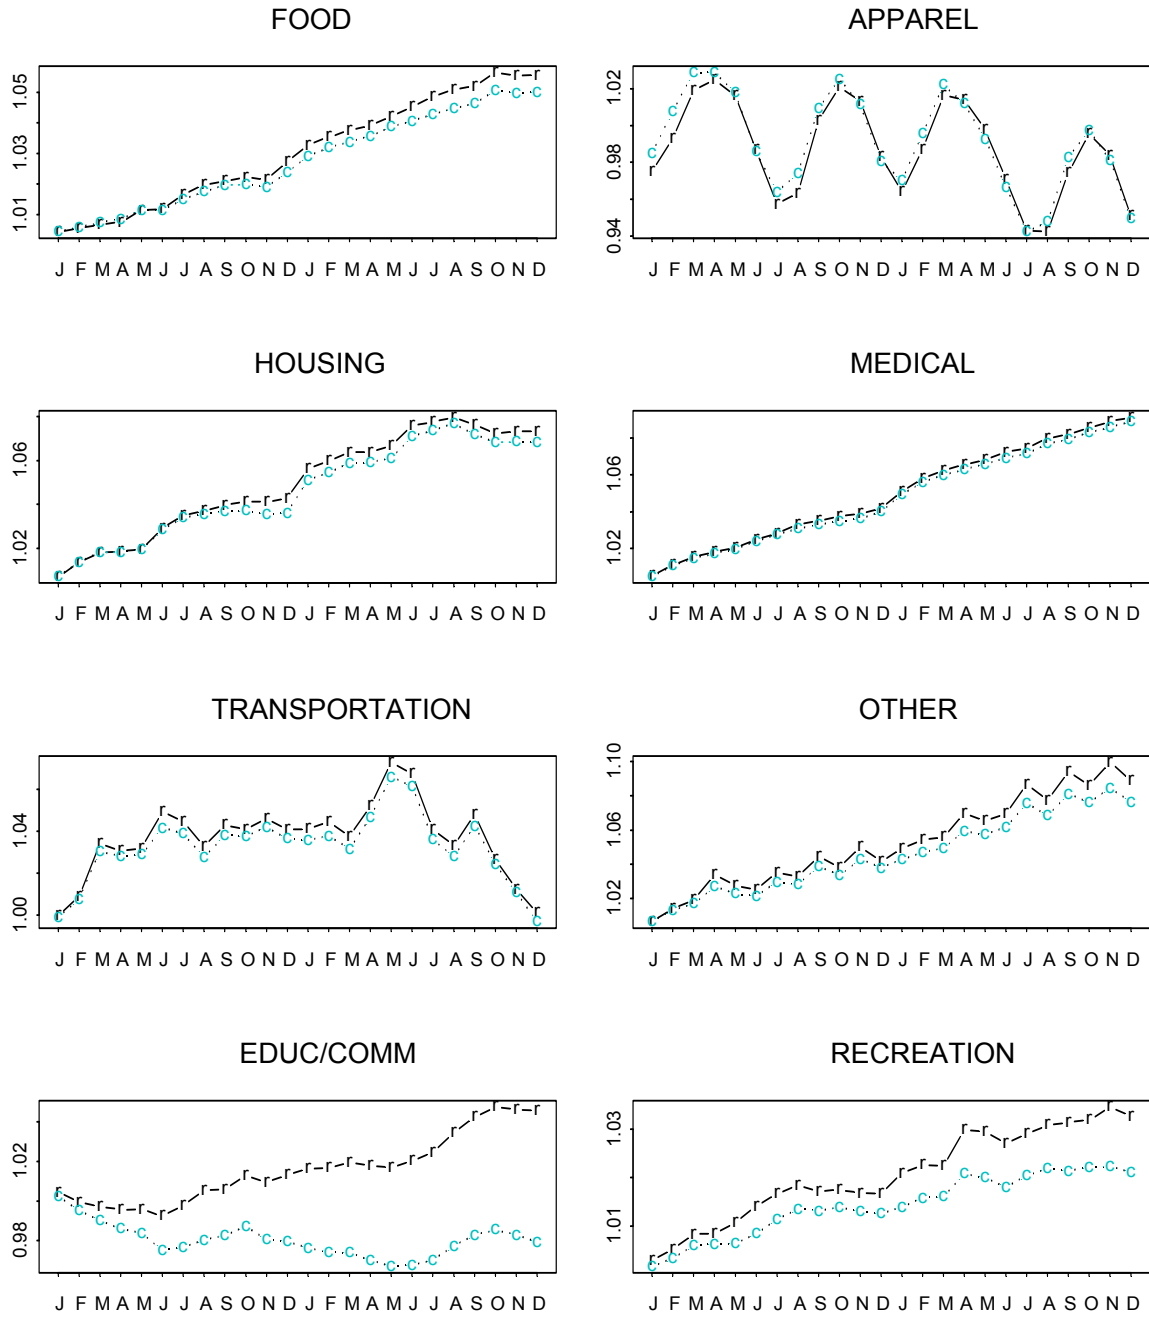 FOOD
1.01 1.03 1.05
J F M A M J J A S O N D J F M A M J J A S O N D
APPAREL
0.94 0.98 1.02
J F M A M J J A S O N D J F M A M J J A S O N D
HOUSING
1.02 1.06
J F M A M J J A S O N D J F M A M J J A S O N D
MEDICAL
1.02 1.06
J F M A M J J A S O N D J F M A M J J A S O N D
TRANSPORTATION
1.00 1.04
J F M A M J J A S O N D J F M A M J J A S O N D
OTHER
1.02 1.06 1.10
J F M A M J J A S O N D J F M A M J J A S O N D
EDUC/COMM
0.98 1.02
J F M A M J J A S O N D J F M A M J J A S O N D
RECREATION
1.01 1.03
J F M A M J J A S O N D J F M A M J J A S O N D